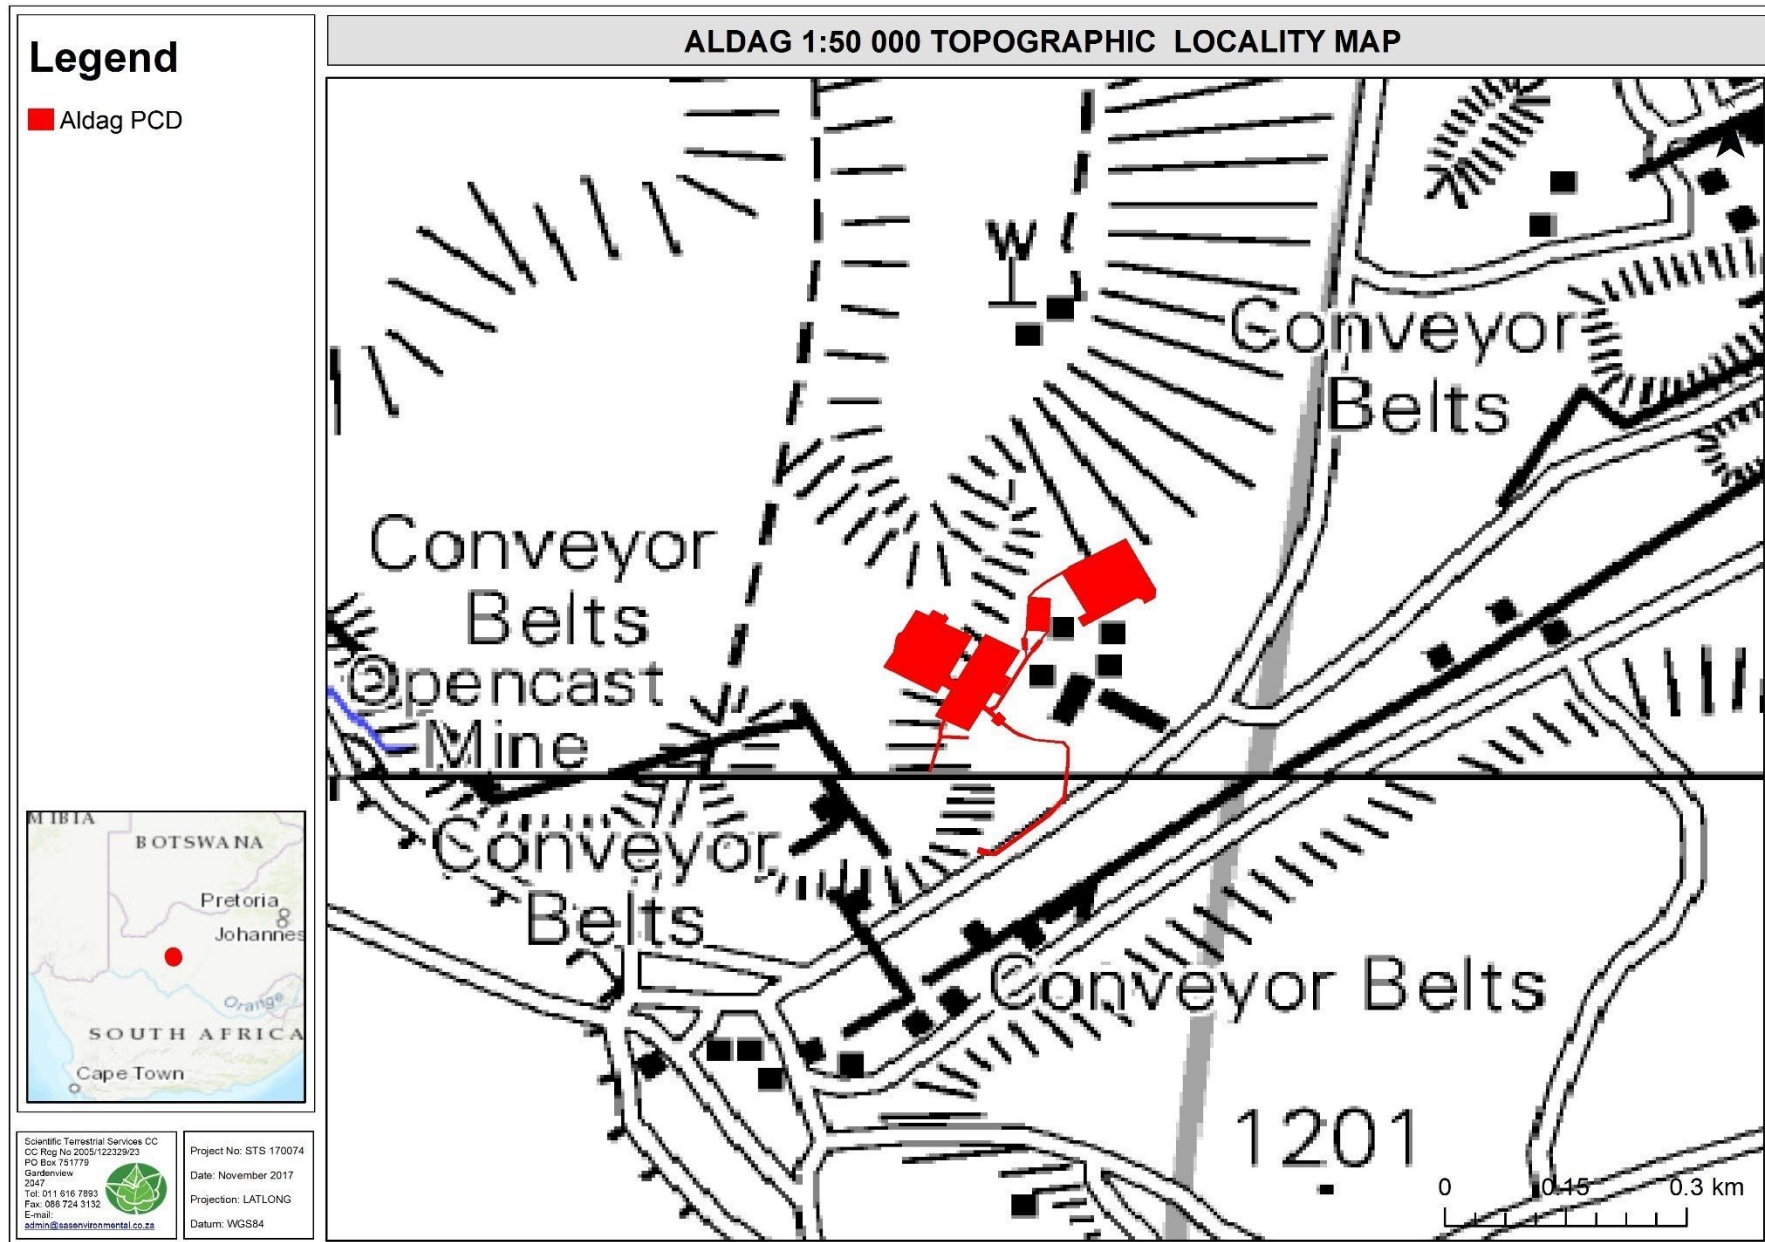 Legend
Aldag PCD
ALDAG 1:50 000 TOPOGRAPHIC LOCALITY MAP
W
Conveyor
Belts
Conveyor
Belts
Opencast
Mine
Conveyor
Belts
Conveyor Belts
1201
0 0.15 0.3 km
MIBIA
BOTSWANA
Pretoria
Johannes
Orange
SOUTH AFRICA
Cape Town
Scientific Terrestrial Services CC
CC Reg No 2005/122329/23
PO Box 751779
Gardenview
2047
Tel: 011 616 7893
Fax: 086 724 3132
E-mail:
admin@sasenvironmental.co.za
Project No: STS 170074
Date: November 2017
Projection: LATLONG
Datum: WGS84